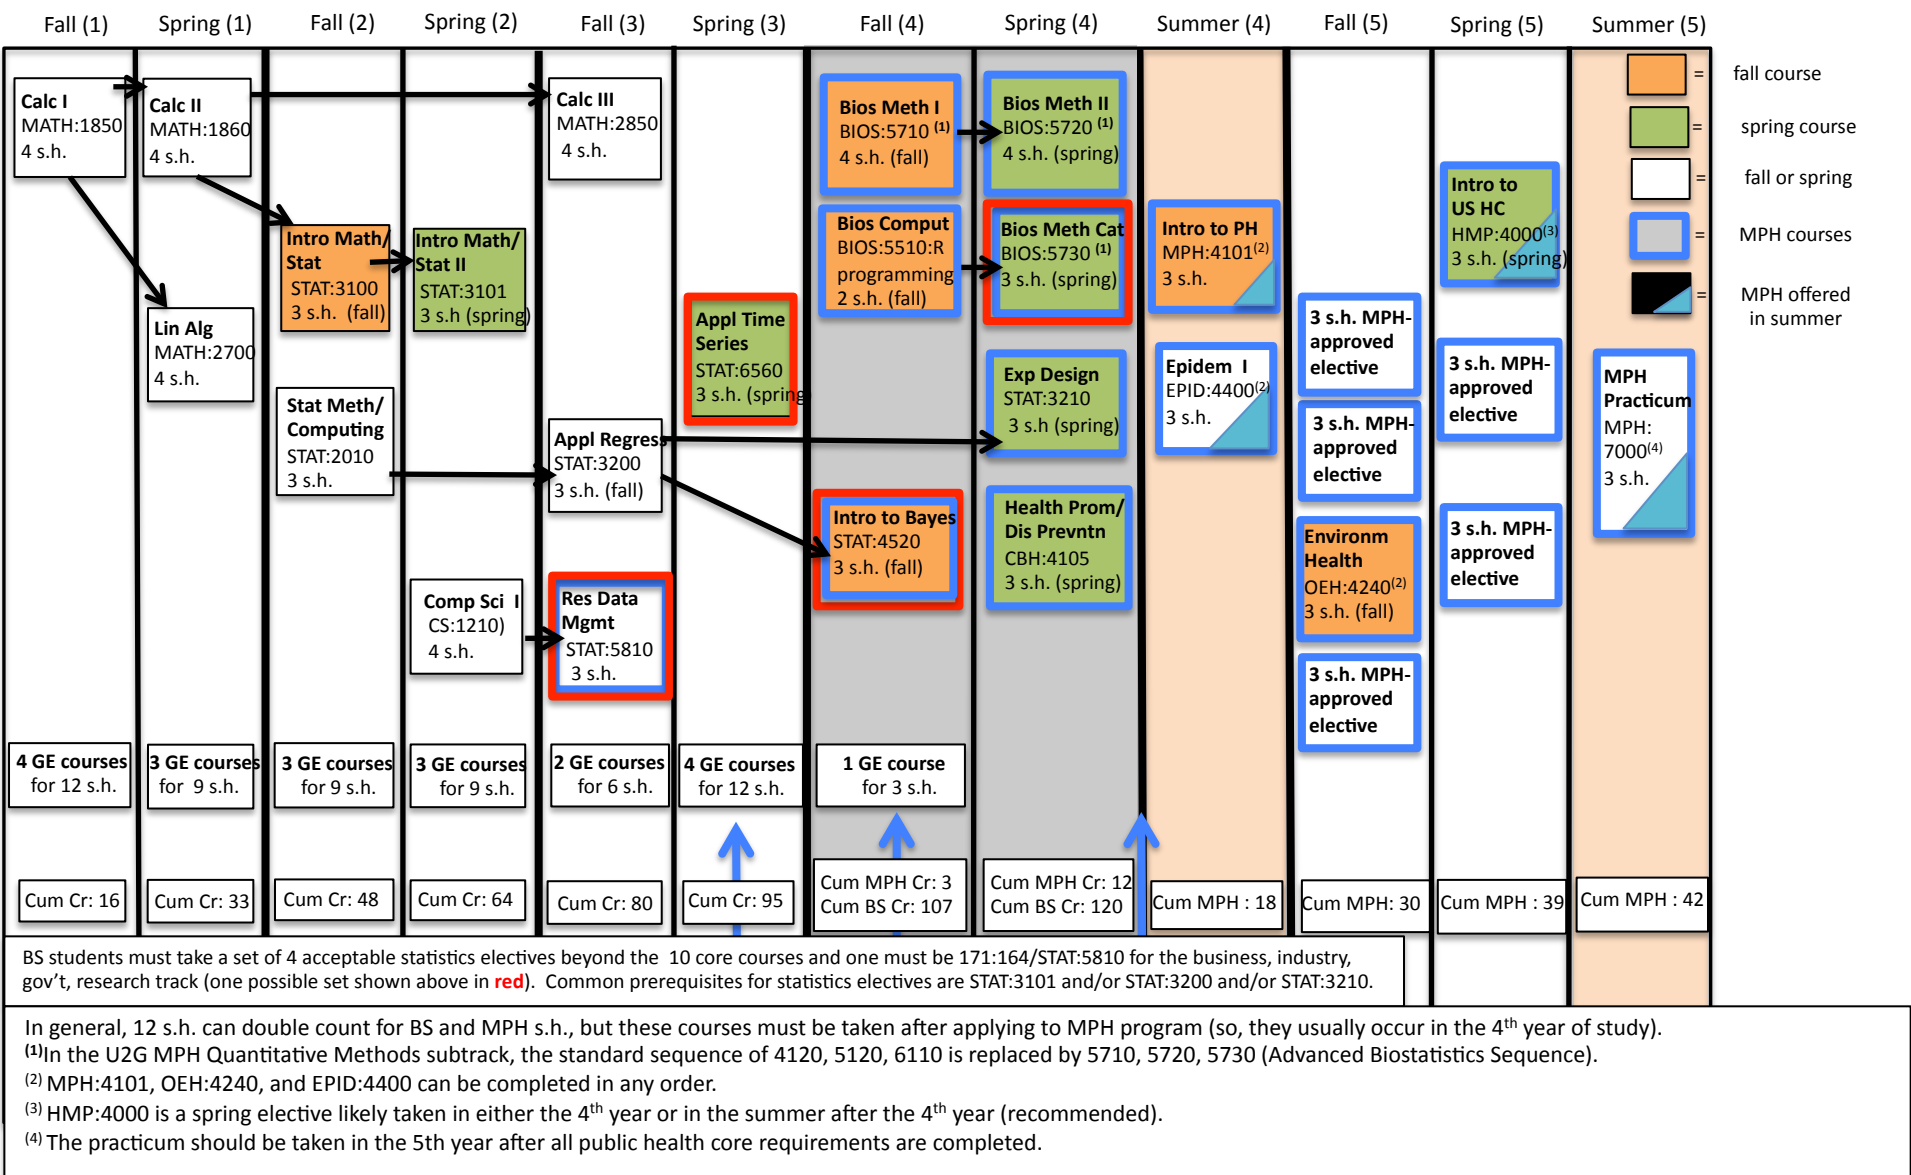 Fall (1)
Spring (1)
Fall (2)
Spring (2)
Fall (3)
Spring (3)
Fall (4)
Spring (4)
Summer (4)
Fall (5)
Spring (5)
Summer (5)
Calc I
MATH:1850
4 s.h.
4 GE courses
for 12 s.h.
Cum Cr: 16
Calc II
MATH:1860
4 s.h.
Lin Alg
MATH:2700
4 s.h.
3 GE courses
for 9 s.h.
Cum Cr: 33
Intro Math/
Stat
STAT:3100
3 s.h. (fall)
Stat Meth/
Computing
STAT:2010
3 s.h.
3 GE courses
for 9 s.h.
Cum Cr: 48
Intro Math/
Stat II
STAT:3101
3 s.h (spring)
Comp Sci I
CS:1210)
4 s.h.
3 GE courses
for 9 s.h.
Cum Cr: 64
Calc III
MATH:2850
4 s.h.
Appl Regress
STAT:3200
3 s.h. (fall)
Res Data
Mgmt
STAT:5810
3 s.h.
2 GE courses
for 6 s.h.
Cum Cr: 80
Appl Time
Series
STAT:6560
3 s.h. (spring
4 GE courses
for 12 s.h.
Cum Cr: 95
Bios Meth I
BIOS:5710 (1)
4 s.h. (fall)
Bios Comput
BIOS:5510:R
programming
2 s.h. (fall)
Intro to Bayes
STAT:4520
3 s.h. (fall)
1 GE course
for 3 s.h.
Cum MPH Cr: 3
Cum BS Cr: 107
Bios Meth II
BIOS:5720 (1)
4 s.h. (spring)
Bios Meth Cat
BIOS:5730 (1)
3 s.h. (spring)
Exp Design
STAT:3210
3 s.h (spring)
Health Prom/
Dis Prevntn
CBH:4105
3 s.h. (spring)
Cum MPH Cr: 12
Cum BS Cr: 120
Intro to PH
MPH:4101(2)
3 s.h.
Epidem I
EPID:4400(2)
3 s.h.
Cum MPH : 18
3 s.h. MPH-
approved
elective
3 s.h. MPH-
approved
elective
Environm
Health
OEH:4240(2)
3 s.h. (fall)
3 s.h. MPH-
approved
elective
Cum MPH: 30
Intro to
US HC
HMP:4000(3)
3 s.h. (spring)
3 s.h. MPH-
approved
elective
3 s.h. MPH-
approved
elective
Cum MPH : 39
MPH
Practicum
MPH:
7000(4)
3 s.h.
Cum MPH : 42
= fall course
= spring course
= fall or spring
= MPH courses
= MPH offered
in summer
BS students must take a set of 4 acceptable statistics electives beyond the 10 core courses and one must be 171:164/STAT:5810 for the business, industry,
gov't, research track (one possible set shown above in red). Common prerequisites for statistics electives are STAT:3101 and/or STAT:3200 and/or STAT:3210.
In general, 12 s.h. can double count for BS and MPH s.h., but these courses must be taken after applying to MPH program (so, they usually occur in the 4th year of study).
(1)In the U2G MPH Quantitative Methods subtrack, the standard sequence of 4120, 5120, 6110 is replaced by 5710, 5720, 5730 (Advanced Biostatistics Sequence).
(2) MPH:4101, OEH:4240, and EPID:4400 can be completed in any order.
(3) HMP:4000 is a spring elective likely taken in either the 4th year or in the summer after the 4th year (recommended).
(4) The practicum should be taken in the 5th year after all public health core requirements are completed.